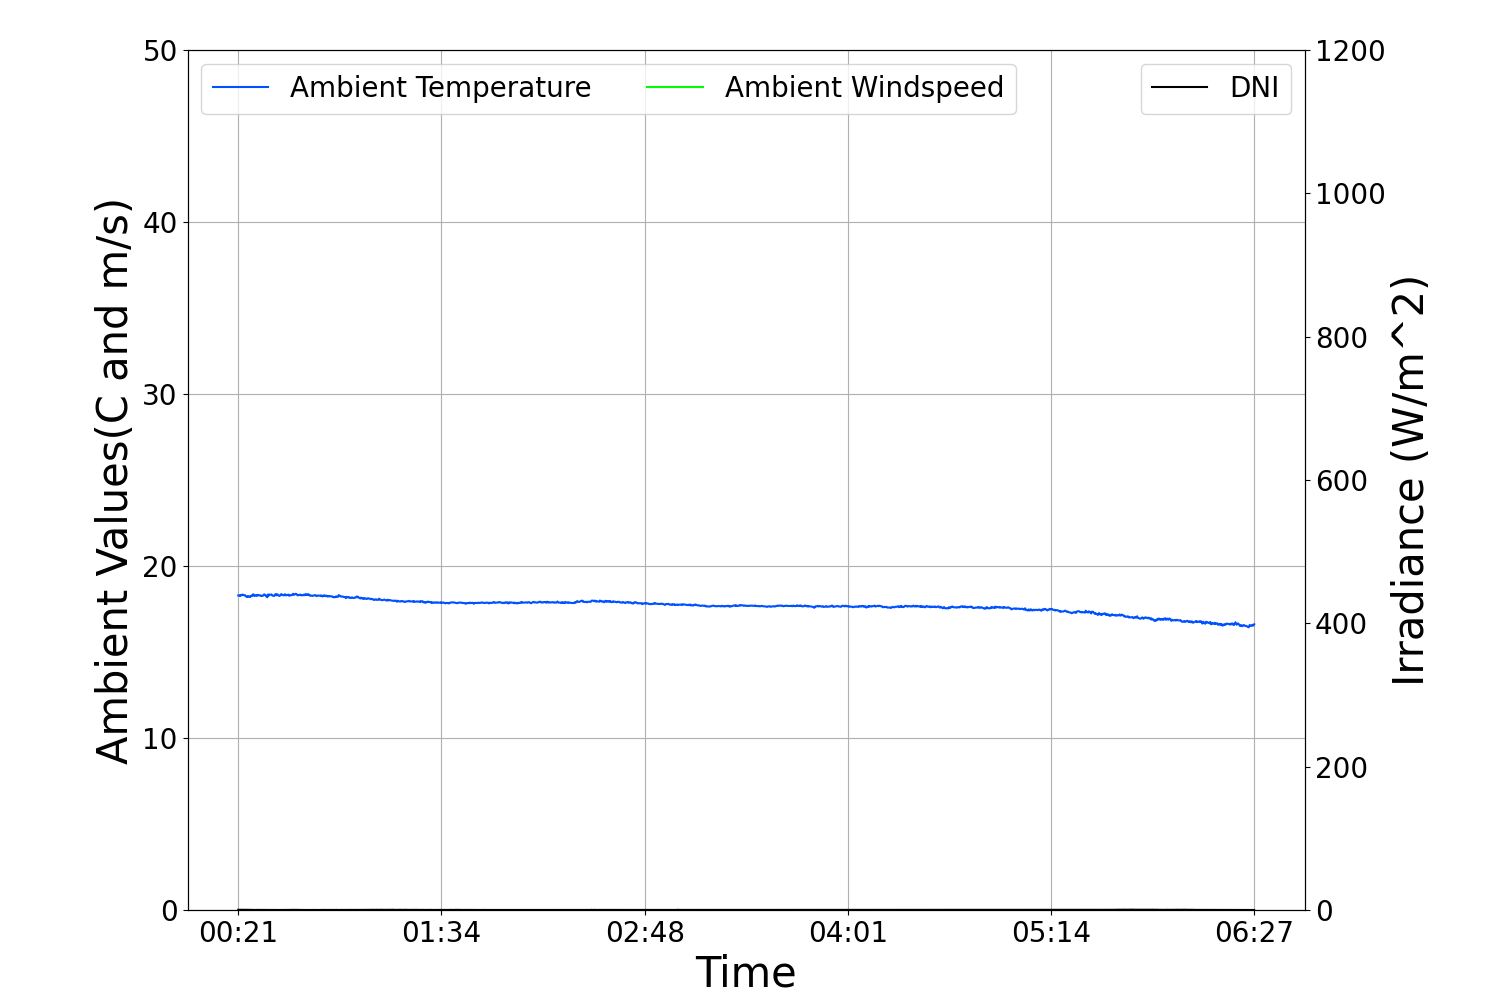 Ambient Temperature
Ambient Windspeed
DNI
Ambient Values(C and m/s)
50
40
30
20
10
0
1200
1000
800
600
400
200
0
Irradiance (W/m^2)
00:21 01:34 02:48 04:01 05:14 06:27
Time